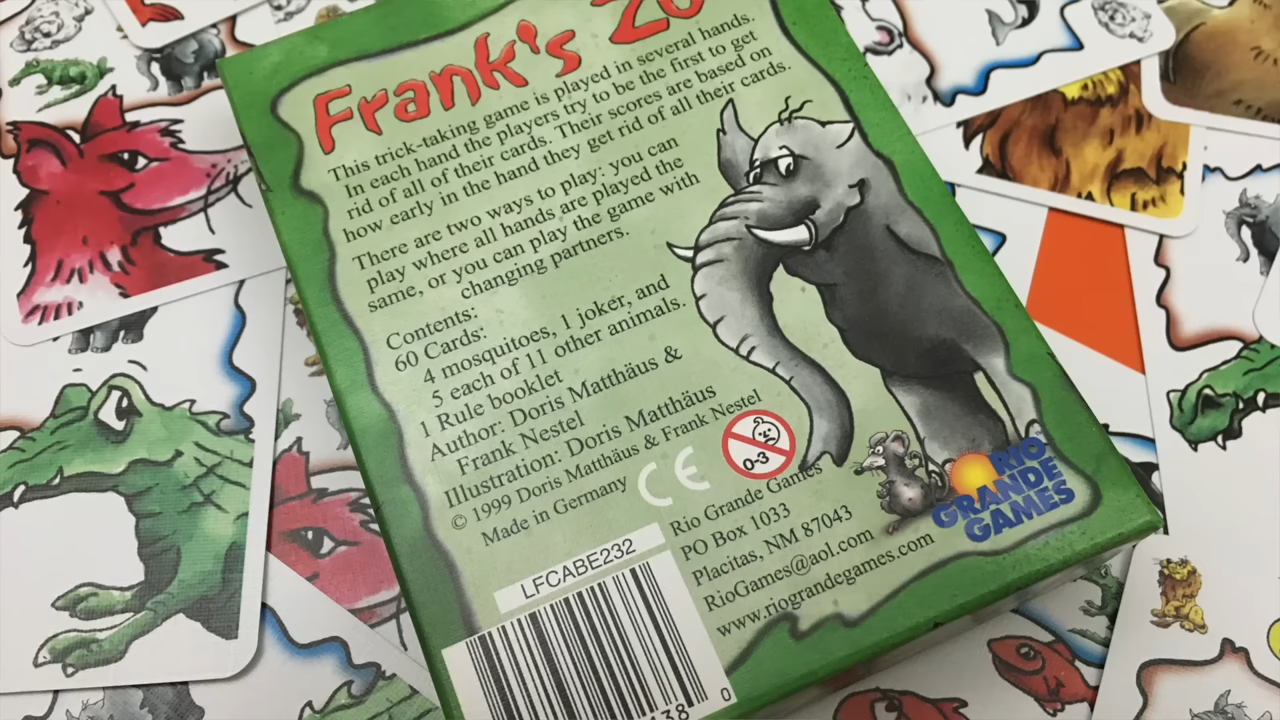 Frank's Zo
This trick-taking game is played in several hands.
In each hand the players try to be the first to get
rid of all of their cards. Their scores are based on
how early in the hand they get rid of all their cards.
There are two ways to play: you can
play where all hands are played the
same, or you can play the game with
changing partners.
Contents:
60 Cards:
4 mosquitoes, 1 joker, and
5 each of 11 other animals.
1 Rule booklet
Author: Doris Matthäus &
Frank Nestel
Illustration: Doris Matthäus
© 1999 Doris Matthäus & Frank Nestel
Made in Germany
CE
0-3
Rio Grande Games
PO Box 1033
Placitas, NM 87043
RioGames@aol.com
www.riograndegames.com
RIO
GRANDE
GAMES
LFCABE232
0